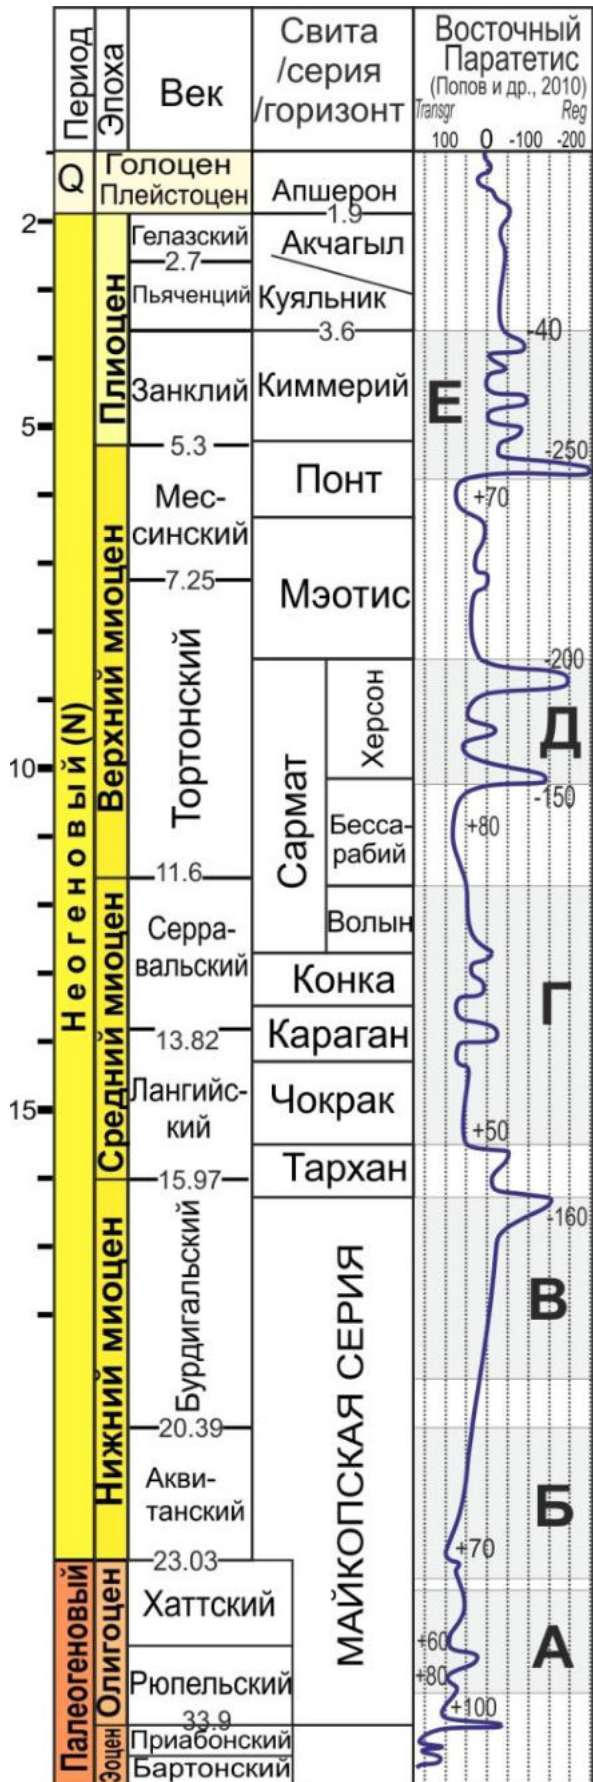 Период
Эпоха
Век
Свита
/серия
/горизонт
Восточный
Паратетис
(Попов и др., 2010)
Transgr
Reg
100 0 -100 -200
Q
Голоцен
Плейстоцен
Апшерон
1.9
2
Гелазский
Акчагыл
2.7
Пьяченций
Куяльник
3.6
-40
Плиоцен
Занклий
Киммерий
Е
5
5.3
-250
Мес-
синский
Понт
+70
7.25
Мэотис
Неогеновый (N)
Верхний миоцен
Тортонский
-200
Сармат
Херсон
Д
10
-150
Бесса-
рабий
+80
11.6
Волын
Средний миоцен
Серра-
вальский
Конка
Г
13.82
Караган
Лангийс-
кий
Чокрак
15
+50
Тархан
15.97
-160
Нижний миоцен
Бурдигальский
МАЙКОПСКАЯ СЕРИЯ
В
20.39
Акви-
танский
Б
+70
23.03
Палеогеновый
Олигоцен
Хаттский
+60
А
+80
Рюпельский
+100
33.9
Эоцен
Приабонский
Бартонский